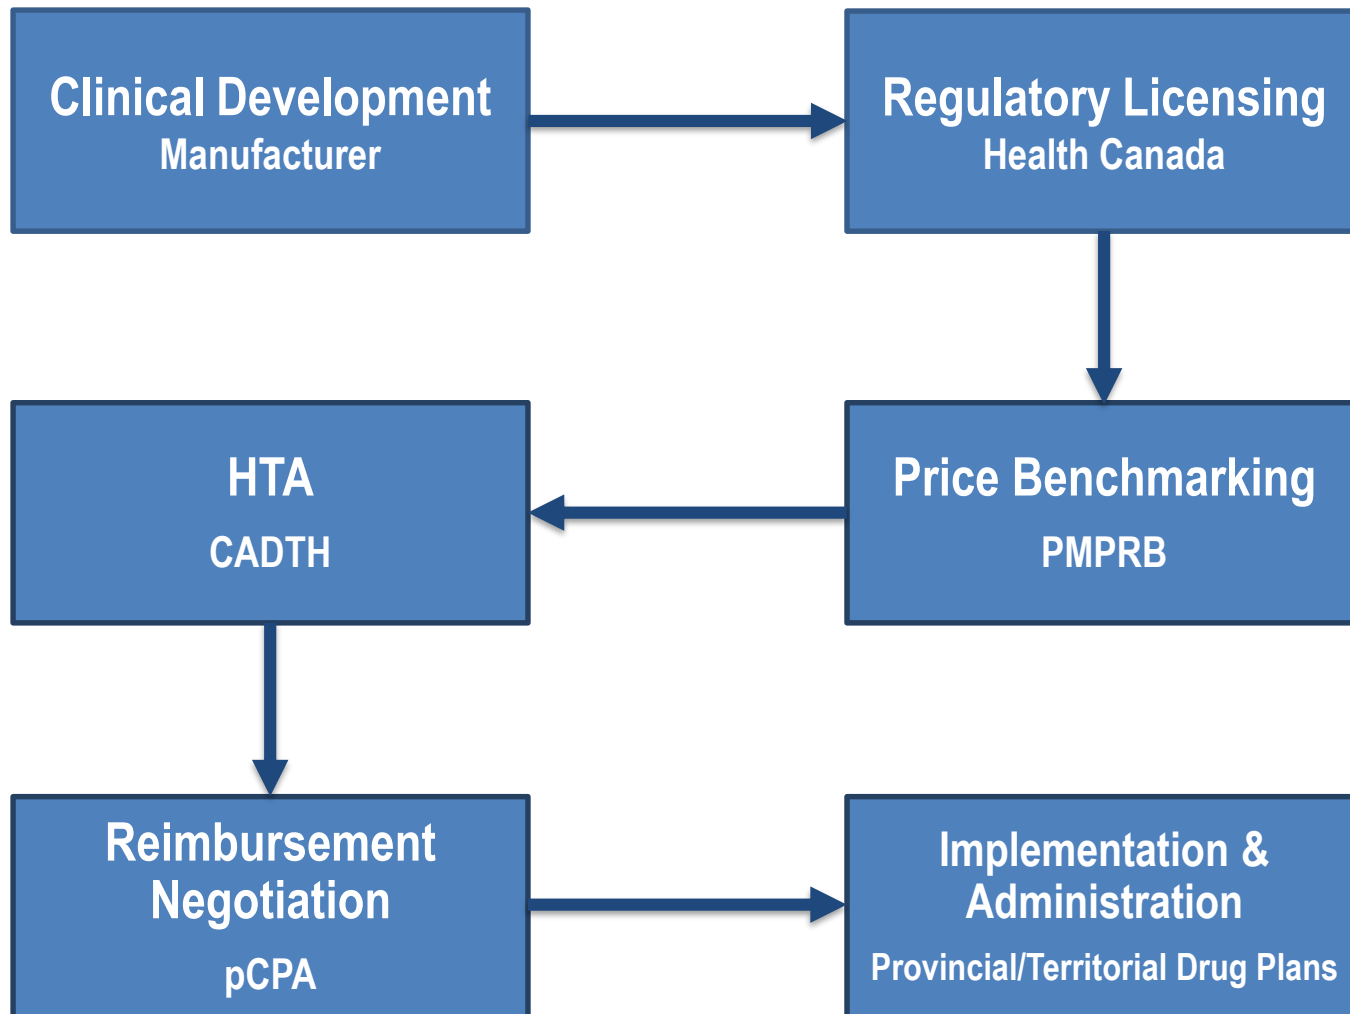 Clinical Development
Manufacturer
Regulatory Licensing
Health Canada
Price Benchmarking
PMPRB
HTA
CADTH
Reimbursement
Negotiation
pCPA
Implementation &
Administration
Provincial/Territorial Drug Plans